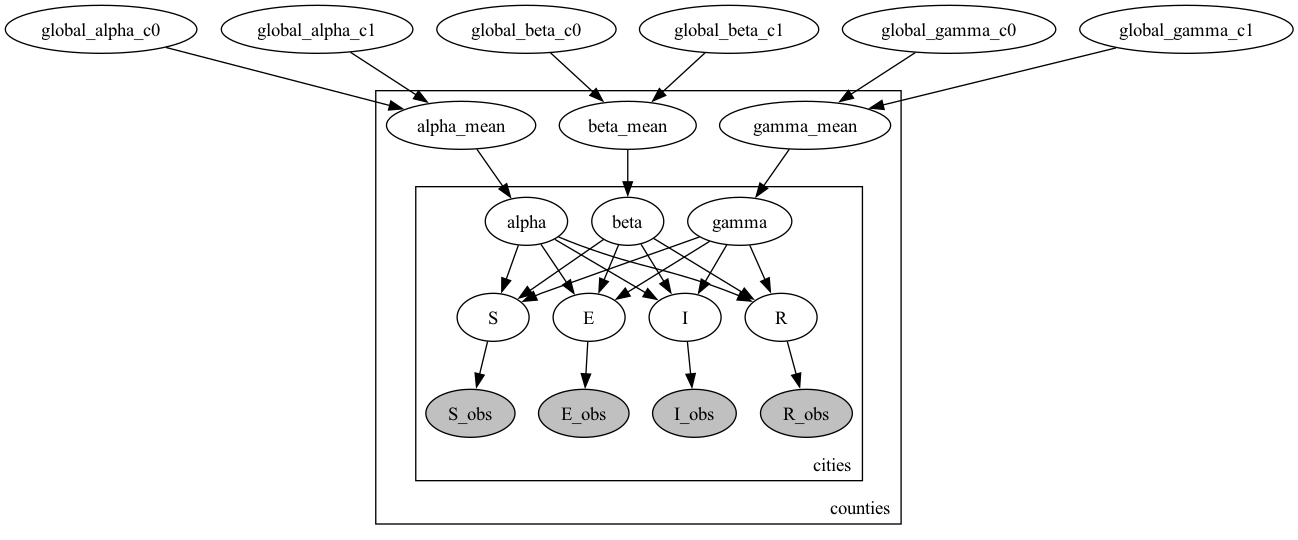 global_alpha_c0 global_alpha_c1 global_beta_c0 global_beta_c1 global_gamma_c0 global_gamma_c1
alpha_mean beta_mean gamma_mean
alpha beta gamma
S E I R
S_obs E_obs I_obs R_obs
cities
counties